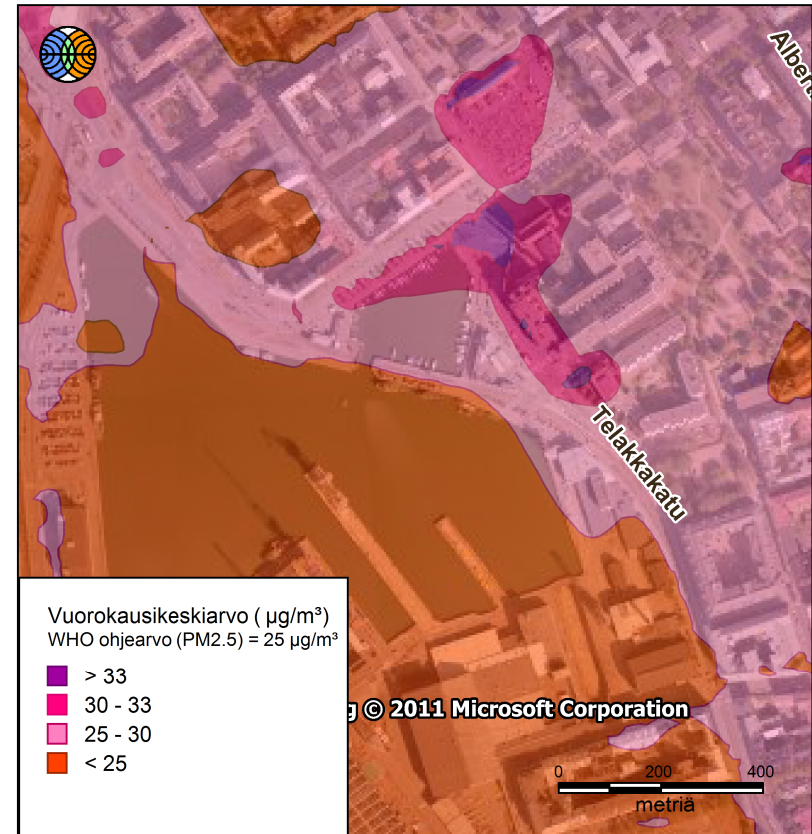 Albert
Telakkakatu
Vuorokausikeskiarvo ( µg/m³)
WHO ohjearvo (PM2.5) = 25 µg/m³
> 33
30 - 33
25 - 30
< 25
g © 2011 Microsoft Corporation
0 200 400
metriä